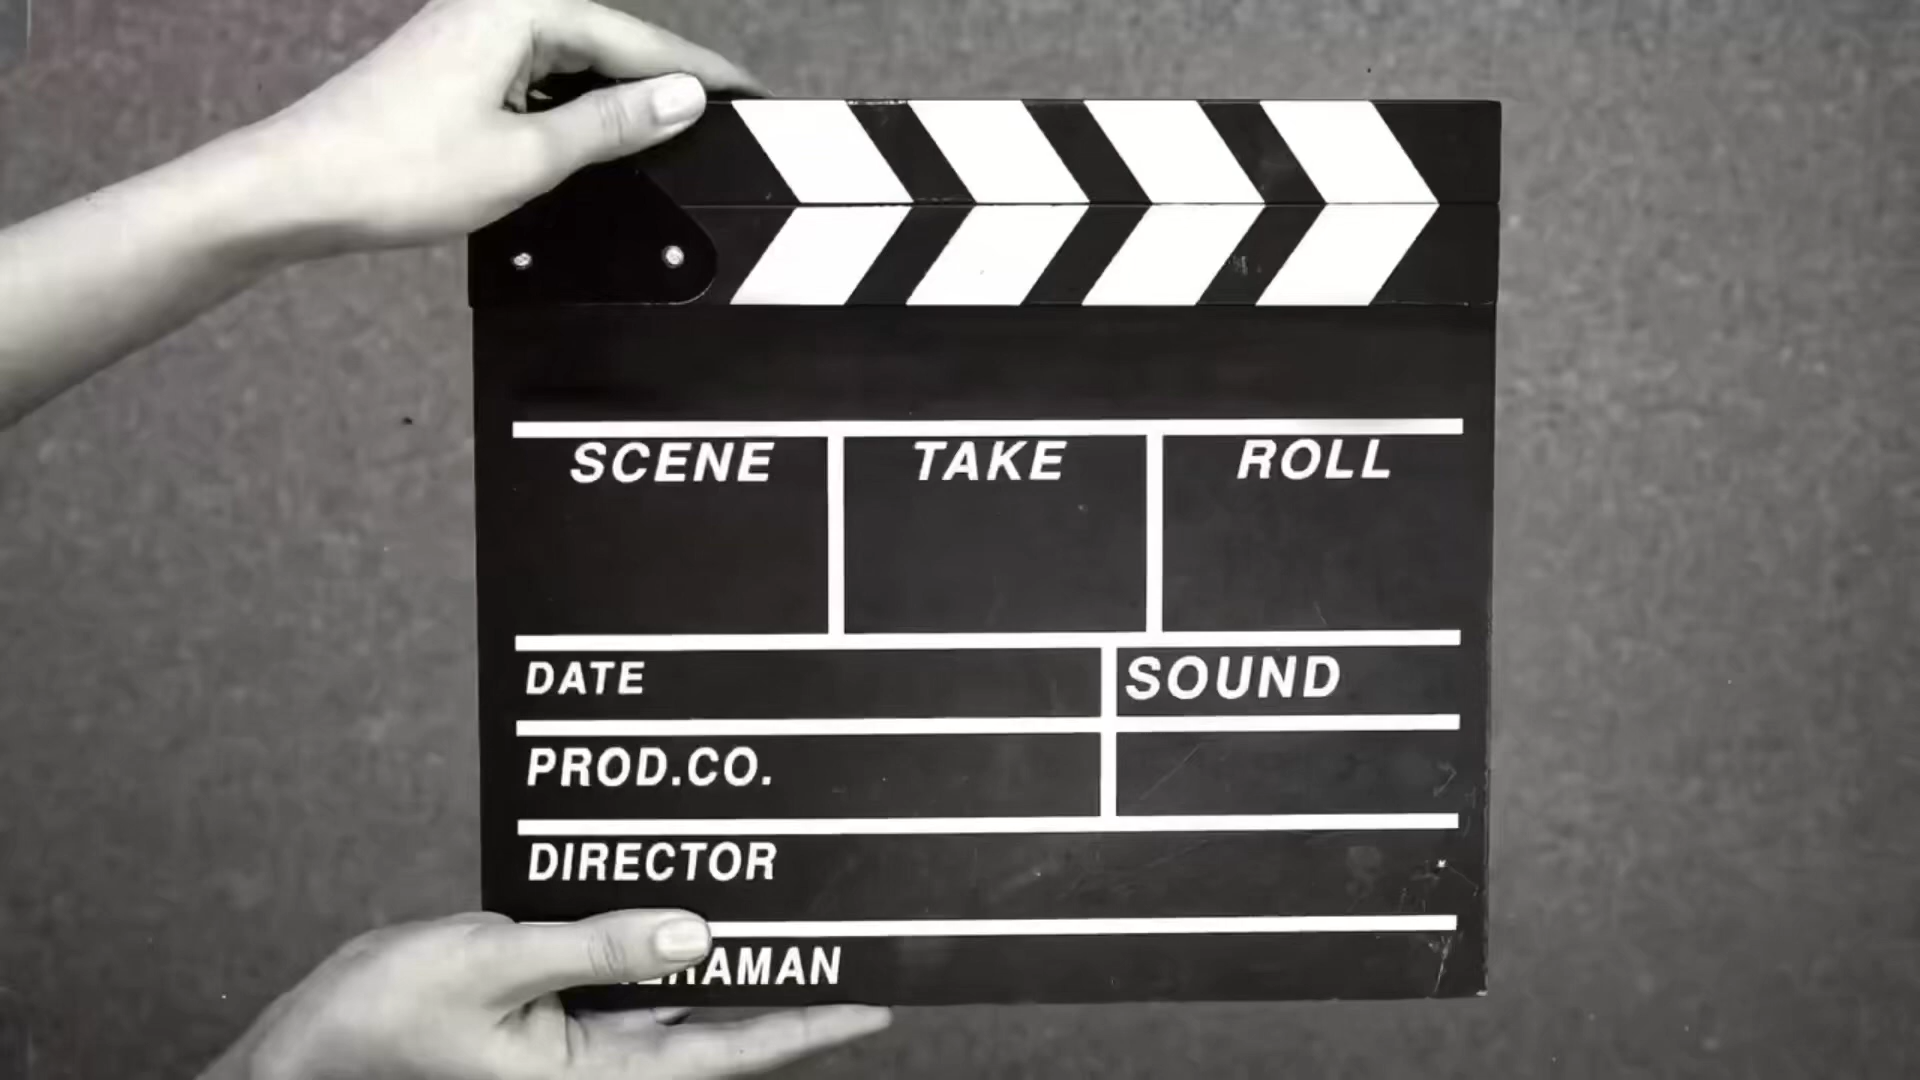 SCENE TAKE ROLL
DATE SOUND
PROD.CO.
DIRECTOR